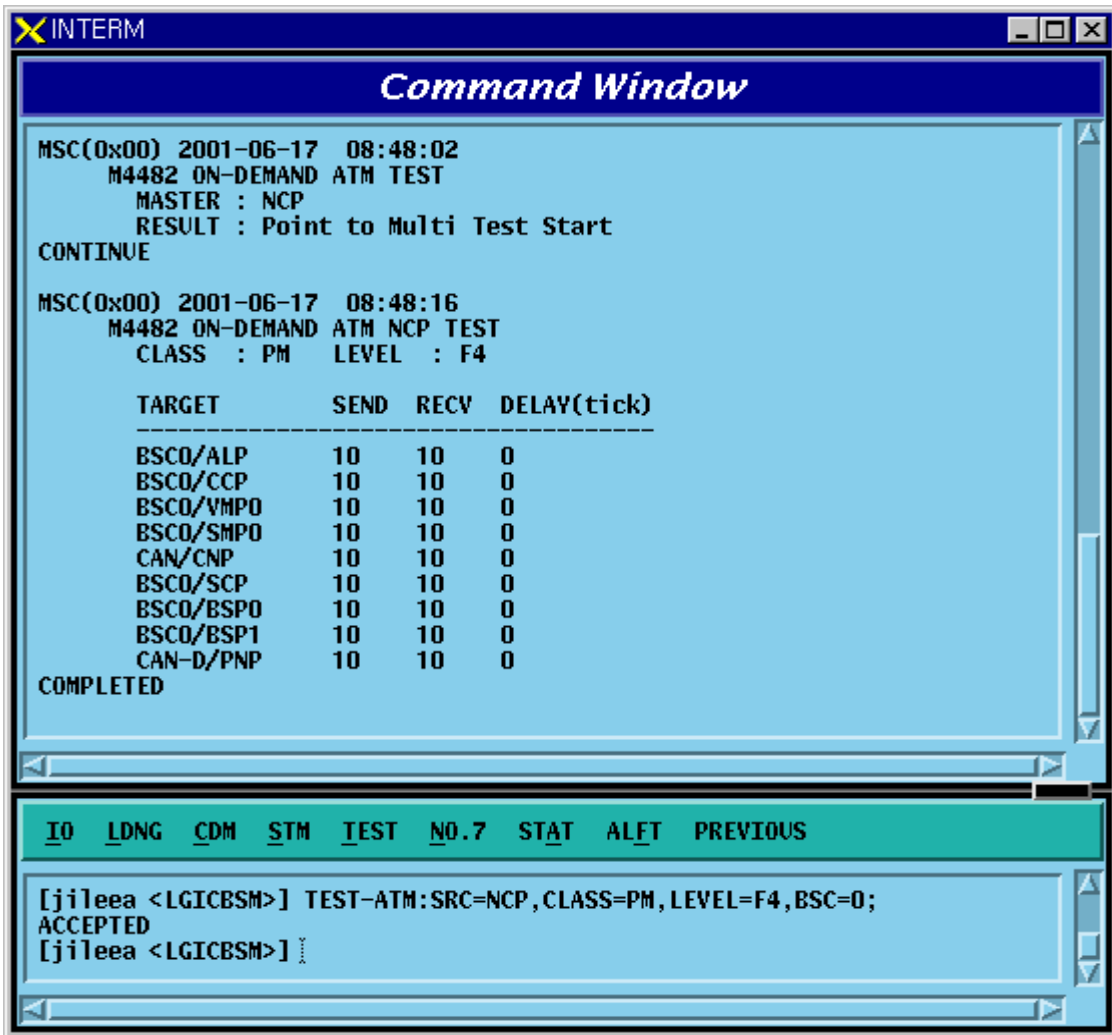 INTERM
Command Window
MSC(0x00) 2001-06-17 08:48:02
M4482 ON-DEMAND ATM TEST
MASTER : NCP
RESULT : Point to Multi Test Start
CONTINUE
MSC(0x00) 2001-06-17 08:48:16
M4482 ON-DEMAND ATM NCP TEST
CLASS : PM LEVEL : F4
TARGET SEND RECV DELAY(tick)
-------------------------------------
BSC0/ALP 10 10 0
BSC0/CCP 10 10 0
BSC0/VMP0 10 10 0
BSC0/SMP0 10 10 0
CAN/CNP 10 10 0
BSC0/SCP 10 10 0
BSC0/BSP0 10 10 0
BSC0/BSP1 10 10 0
CAN-D/PNP 10 10 0
COMPLETED
IO LDNG CDM STM TEST NO.7 STAT ALFT PREVIOUS
[jileea <LGICBSM>] TEST-ATM:SRC=NCP,CLASS=PM,LEVEL=F4,BSC=0;
ACCEPTED
[jileea <LGICBSM>]